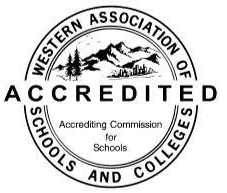 WESTERN ASSOCIATION OF
ACCREDITED
Accrediting Commission
for
Schools
SCHOOLS AND COLLEGES